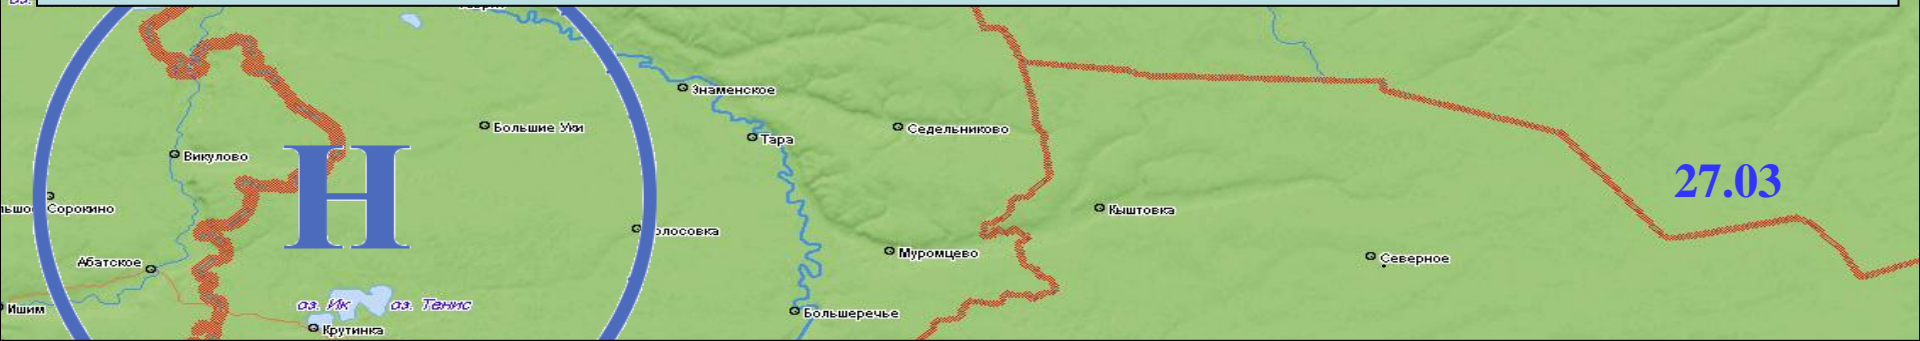 Знаменское
Большие Уки
Седельниково
Тара
Викулово
Н
27.03
Сорокино
Кыштовка
Муромцево
Абатское
Северное
оз. Ик
оз. Тенис
Ишим
Большеречье
Крутинка